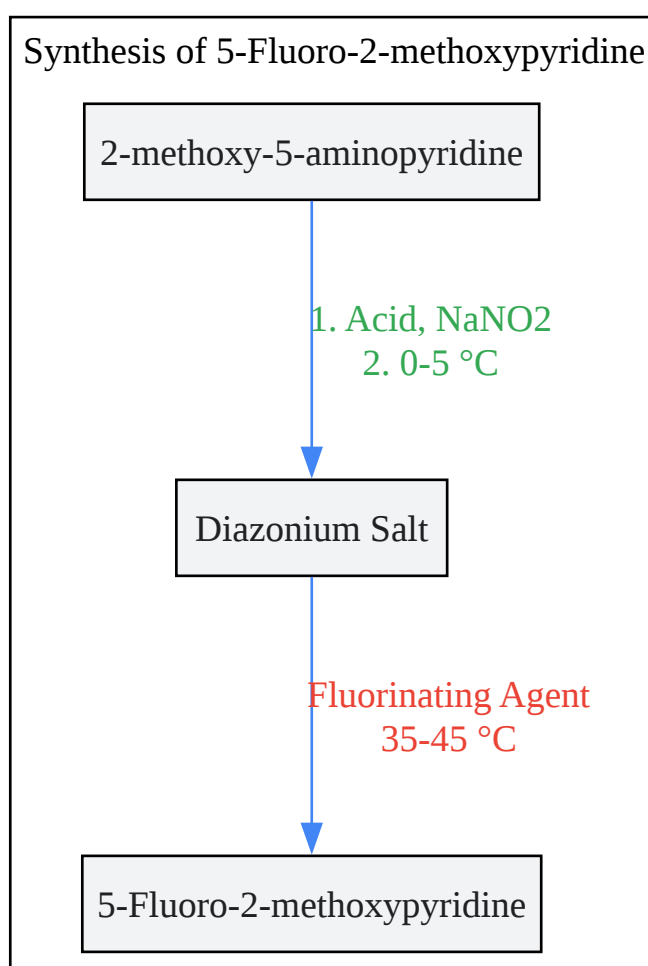 Synthesis of 5-Fluoro-2-methoxypyridine
2-methoxy-5-aminopyridine
1. Acid, NaNO2
2. 0-5 °C
Diazonium Salt
Fluorinating Agent
35-45 °C
5-Fluoro-2-methoxypyridine